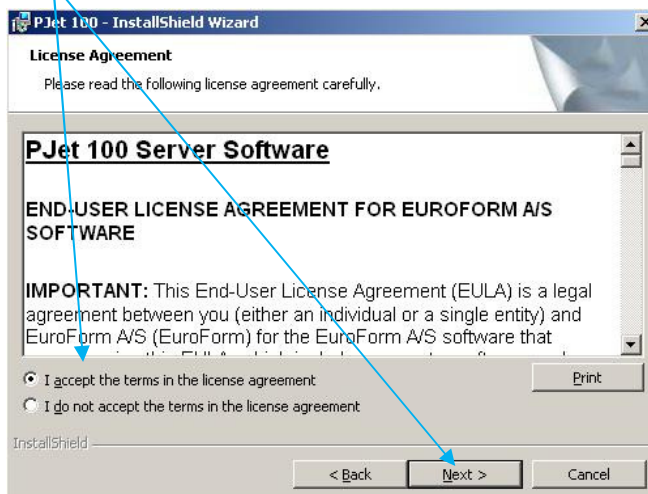 PJet 100 - InstallShield Wizard
License Agreement
Please read the following license agreement carefully.
PJet 100 Server Software
END-USER LICENSE AGREEMENT FOR EUROFORM A/S
SOFTWARE
IMPORTANT: This End-User License Agreement (EULA) is a legal
agreement between you (either an individual or a single entity) and
EuroForm A/S (EuroForm) for the EuroForm A/S software that
I accept the terms in the license agreement
Print
I do not accept the terms in the license agreement
InstallShield
< Back
Next >
Cancel